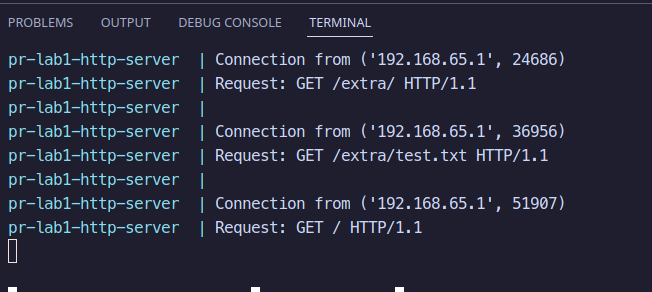 PROBLEMS OUTPUT DEBUG CONSOLE TERMINAL
pr-lab1-http-server | Connection from ('192.168.65.1', 24686)
pr-lab1-http-server | Request: GET /extra/ HTTP/1.1
pr-lab1-http-server |
pr-lab1-http-server | Connection from ('192.168.65.1', 36956)
pr-lab1-http-server | Request: GET /extra/test.txt HTTP/1.1
pr-lab1-http-server |
pr-lab1-http-server | Connection from ('192.168.65.1', 51907)
pr-lab1-http-server | Request: GET / HTTP/1.1